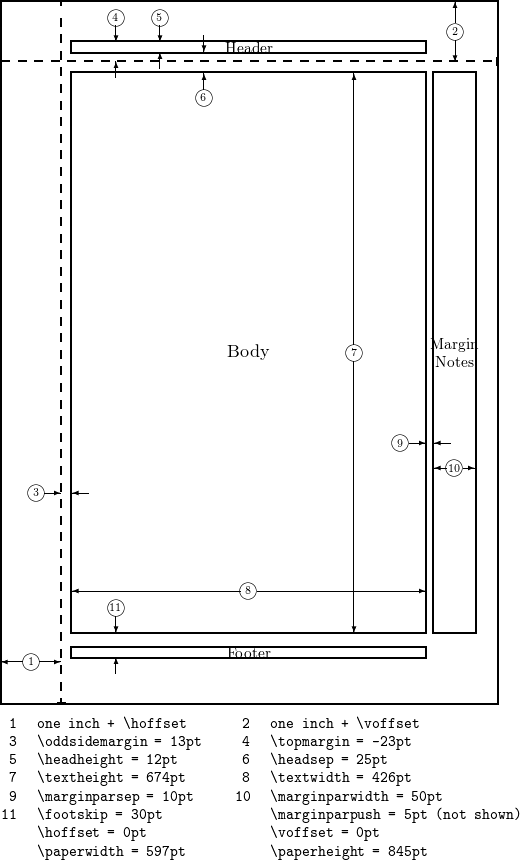 4 5
2
Header
6
Body
7
Margin
Notes
9
10
3
8
11
Footer
1
1 one inch + \hoffset 2 one inch + \voffset
3 \oddsidemargin = 13pt 4 \topmargin = -23pt
5 \headheight = 12pt 6 \headsep = 25pt
7 \textheight = 674pt 8 \textwidth = 426pt
9 \marginparsep = 10pt 10 \marginparwidth = 50pt
11 \footskip = 30pt \marginparpush = 5pt (not shown)
\hoffset = 0pt \voffset = 0pt
\paperwidth = 597pt \paperheight = 845pt